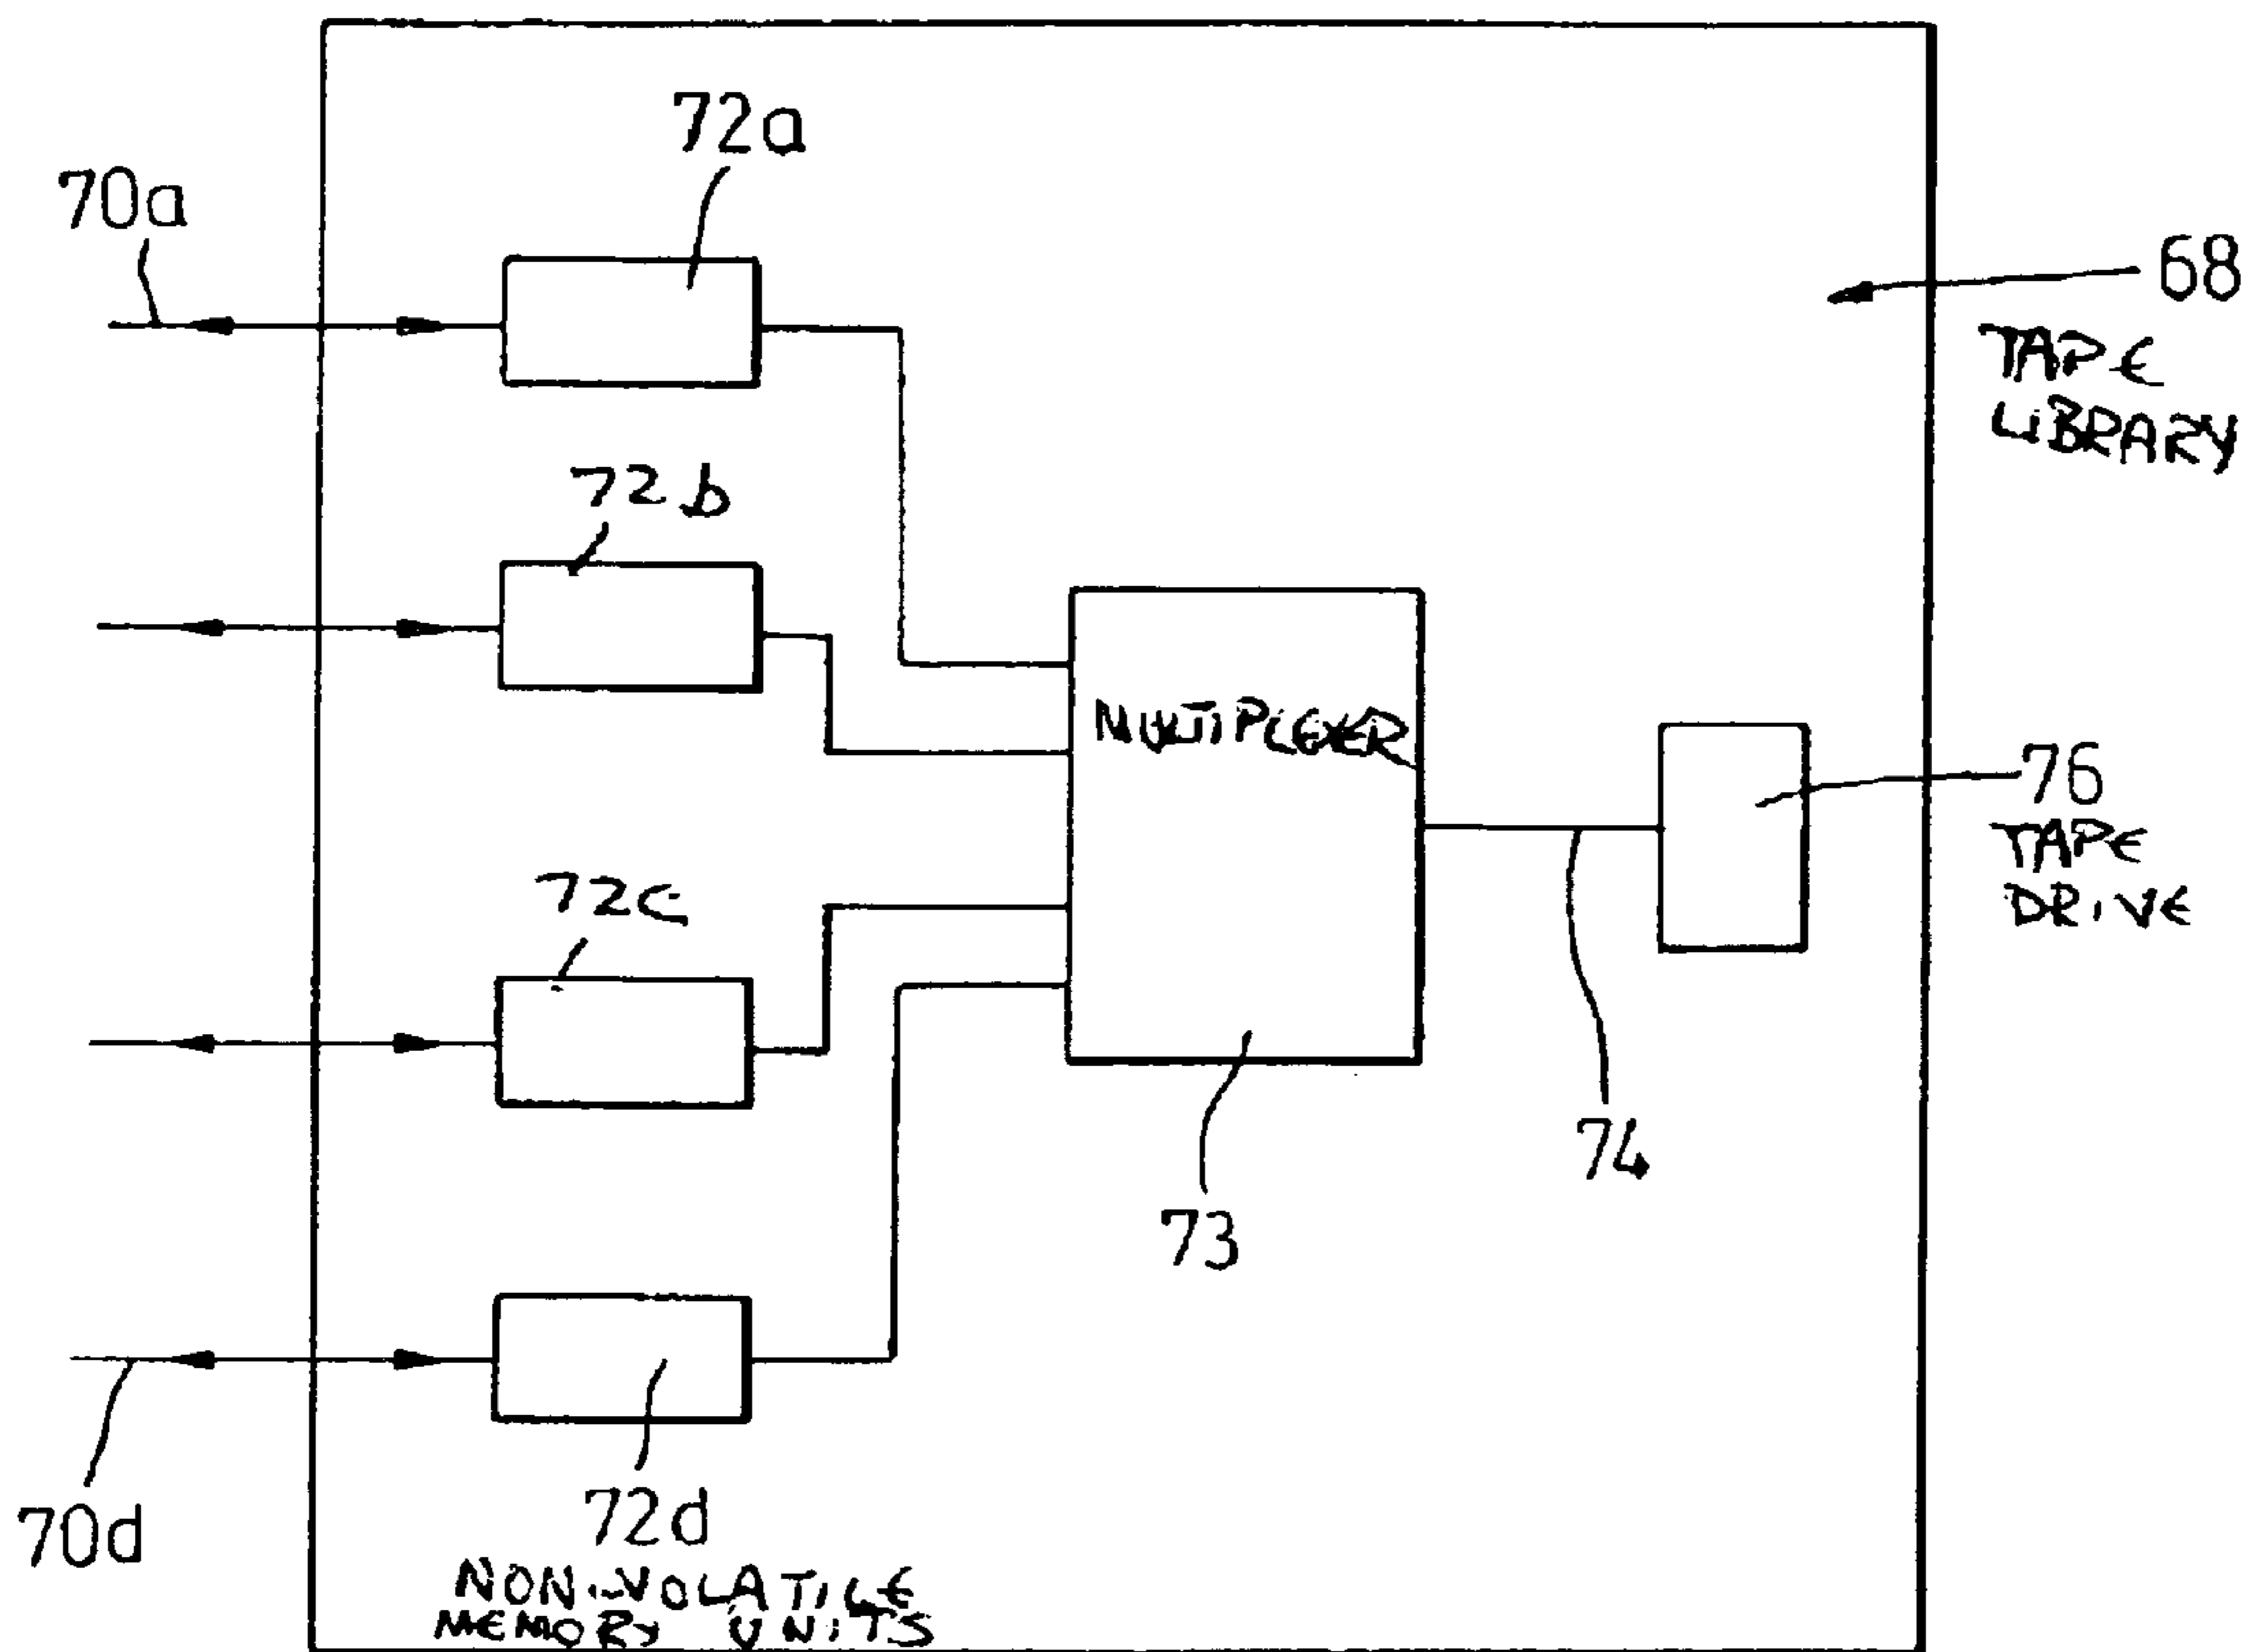 72a
70a
68
TAPE
LIBRARY
72b
MULTIPLEXER
76
TAPE
DRIVE
72c
74
73
72d
70d
NON-VOLATILE
MEMORY UNITS